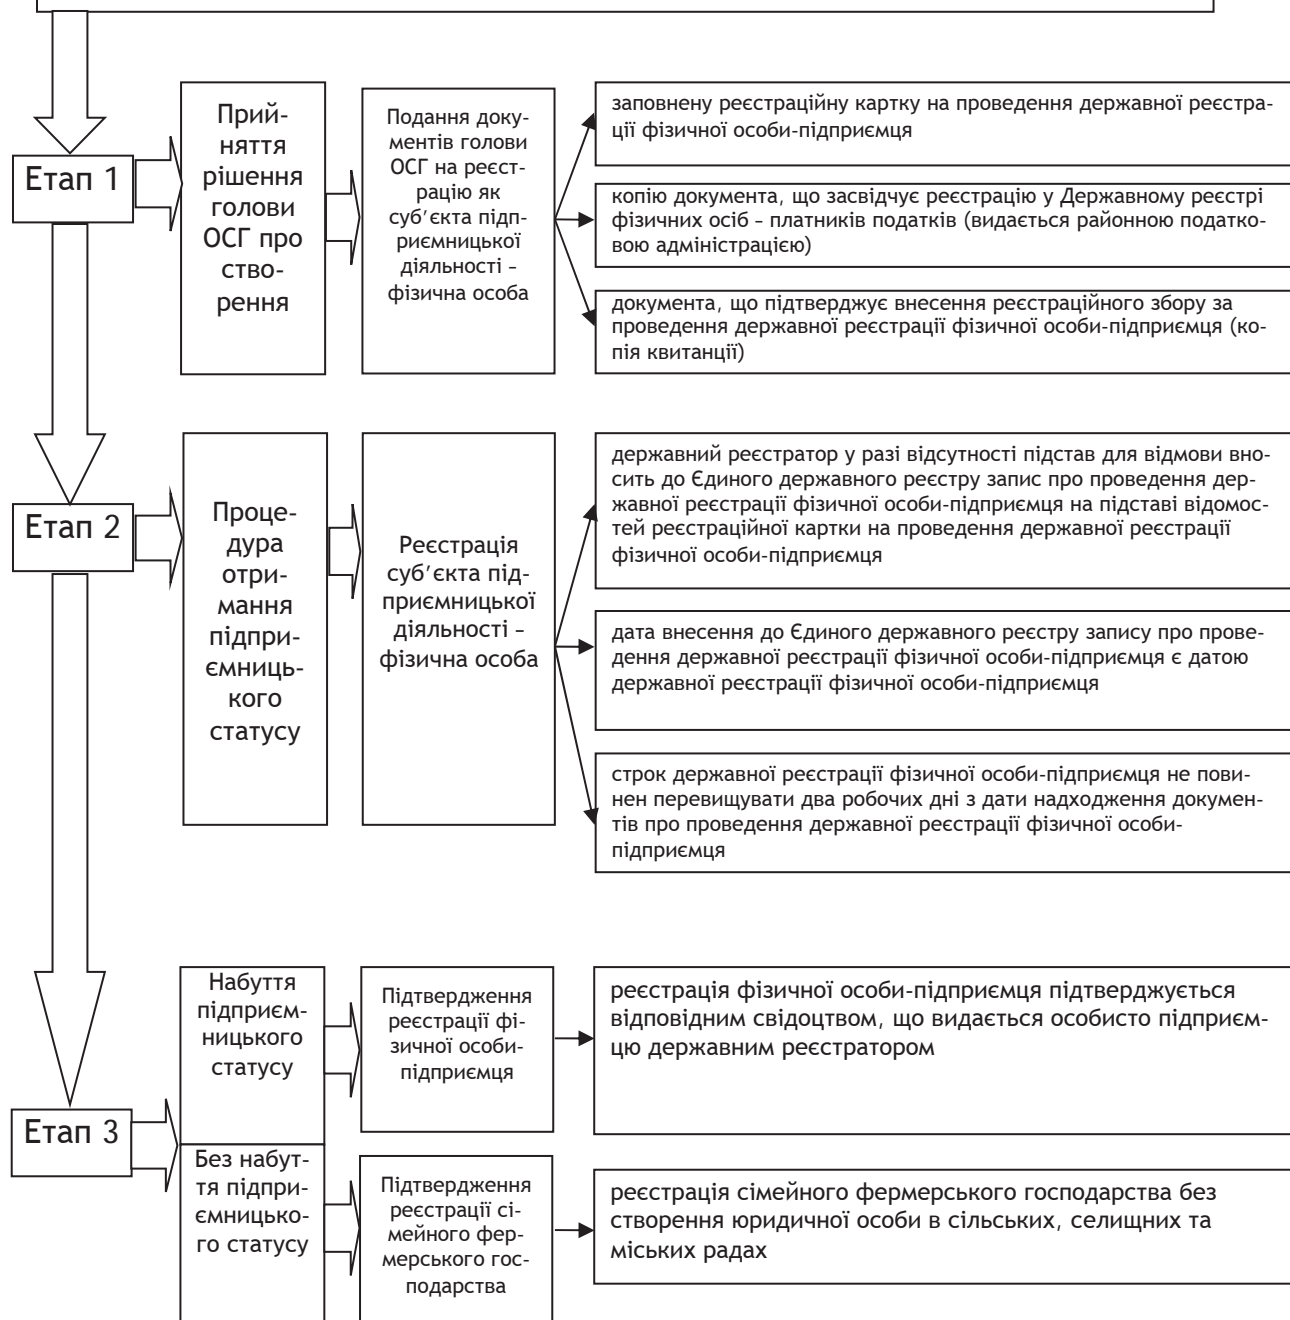 Етап 1
Прий-
няття
рішення
голови
ОСГ про
ство-
рення
Подання доку-
ментів голови
ОСГ на реєст-
рацію як
суб’єкта підп-
риємницької
діяльності –
фізична особа
заповнену реєстраційну картку на проведення державної реєстра-
ції фізичної особи-підприємця
копію документа, що засвідчує реєстрацію у Державному реєстрі
фізичних осіб – платників податків (видається районною податко-
вою адміністрацією)
документа, що підтверджує внесення реєстраційного збору за
проведення державної реєстрації фізичної особи-підприємця (ко-
пія квитанції)
Етап 2
Проце-
дура
отри-
мання
підпри-
ємниць-
кого
статусу
Реєстрація
суб’єкта під-
приємницької
діяльності –
фізична особа
державний реєстратор у разі відсутності підстав для відмови вно-
сить до Єдиного державного реєстру запис про проведення дер-
жавної реєстрації фізичної особи-підприємця на підставі відомос-
тей реєстраційної картки на проведення державної реєстрації
фізичної особи-підприємця
дата внесення до Єдиного державного реєстру запису про прове-
дення державної реєстрації фізичної особи-підприємця є датою
державної реєстрації фізичної особи-підприємця
строк державної реєстрації фізичної особи-підприємця не пови-
нен перевищувати два робочих дні з дати надходження докумен-
тів про проведення державної реєстрації фізичної особи-
підприємця
Етап 3
Набуття
підприєм-
ницького
статусу
Підтвердження
реєстрації фі-
зичної особи-
підприємця
реєстрація фізичної особи-підприємця підтверджується
відповідним свідоцтвом, що видається особисто підприєм-
цю державним реєстратором
Без набут-
тя підпри-
ємницько-
го статусу
Підтвердження
реєстрації сі-
мейного фер-
мерського гос-
подарства
реєстрація сімейного фермерського господарства без
створення юридичної особи в сільських, селищних та
міських радах